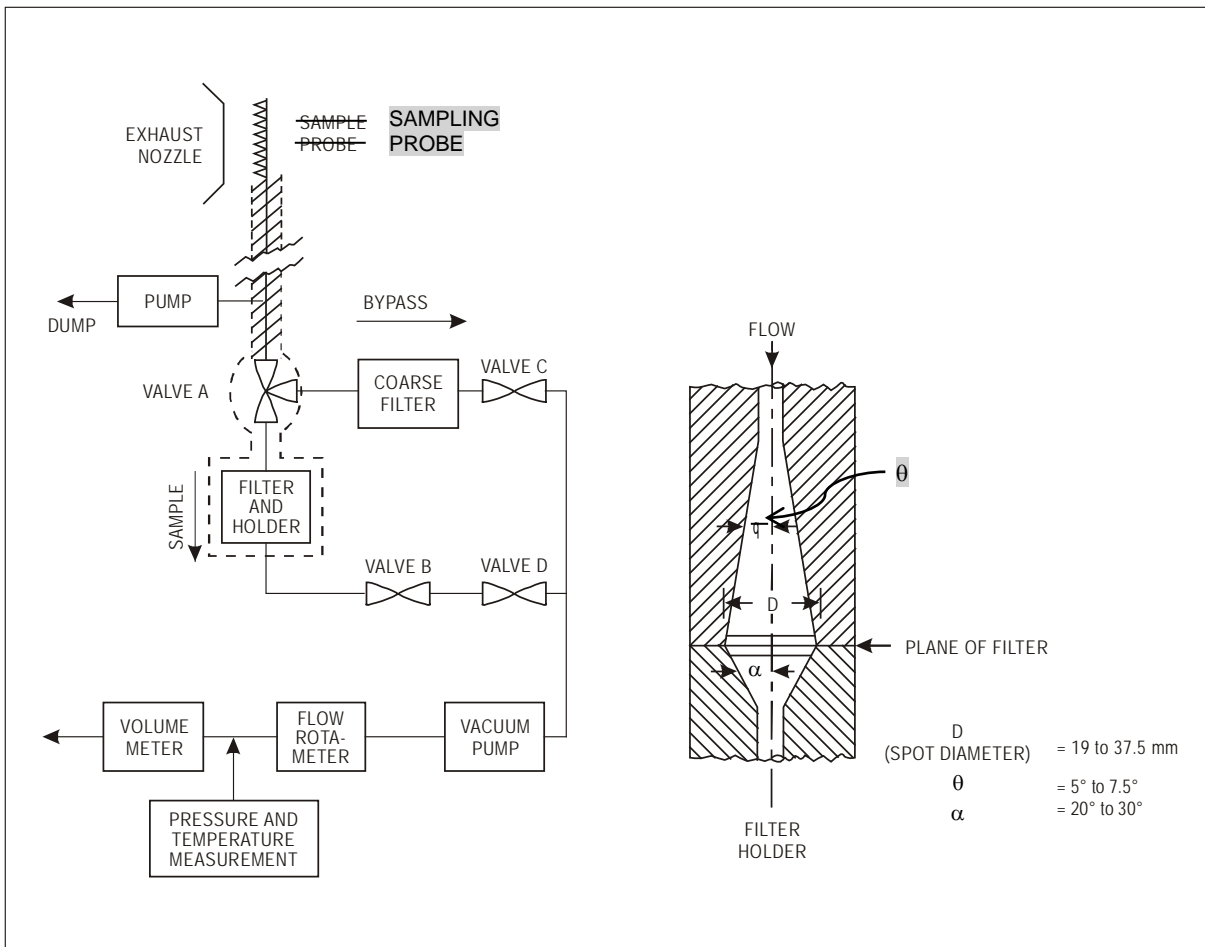 EXHAUST
NOZZLE
SAMPLE
PROBE
SAMPLING
PROBE
PUMP
DUMP
BYPASS
VALVE A
COARSE
FILTER
VALVE C
SAMPLE
FILTER
AND
HOLDER
VALVE B
VALVE D
VOLUME
METER
FLOW
ROTA-
METER
VACUUM
PUMP
PRESSURE AND
TEMPERATURE
MEASUREMENT
FLOW
θ
q
D
α
PLANE OF FILTER
FILTER
HOLDER
D
(SPOT DIAMETER) = 19 to 37.5 mm
θ = 5° to 7.5°
α = 20° to 30°